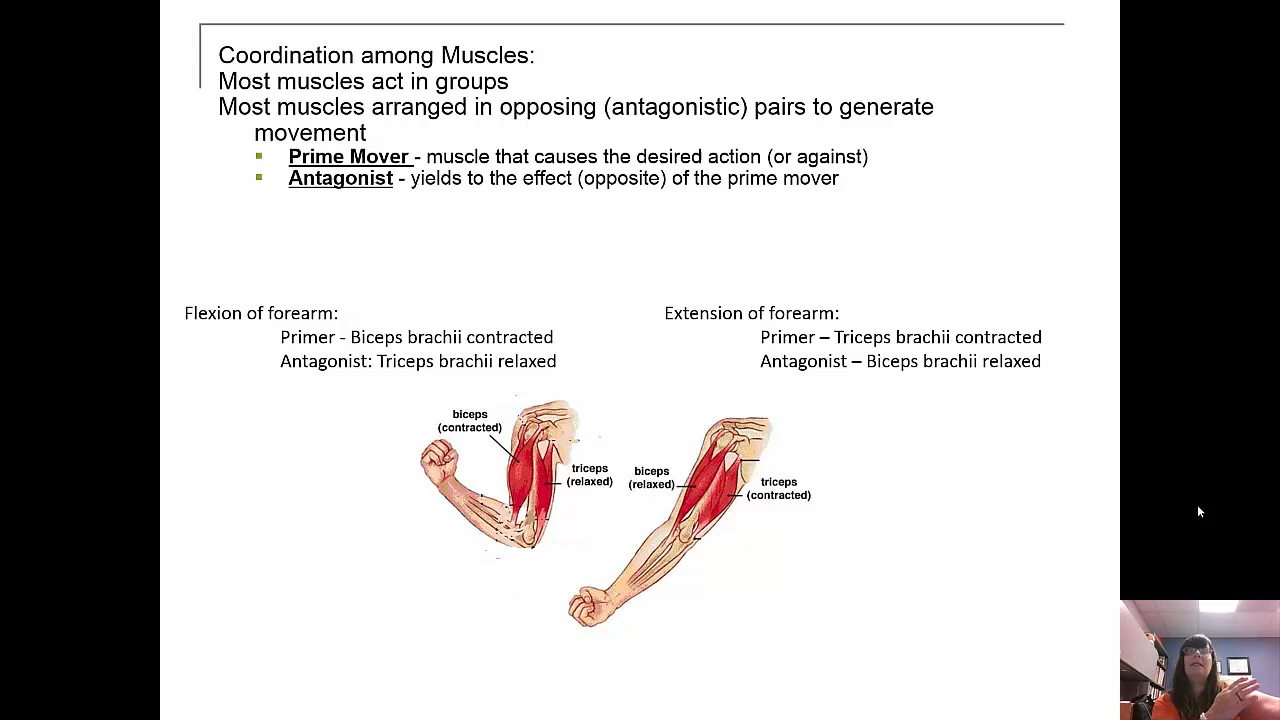 Coordination among Muscles:
Most muscles act in groups
Most muscles arranged in opposing (antagonistic) pairs to generate
movement
Prime Mover - muscle that causes the desired action (or against)
Antagonist - yields to the effect (opposite) of the prime mover
Flexion of forearm:
Primer - Biceps brachii contracted
Antagonist: Triceps brachii relaxed
Extension of forearm:
Primer – Triceps brachii contracted
Antagonist – Biceps brachii relaxed
biceps
(contracted)
triceps
(relaxed)
biceps
(relaxed)
triceps
(contracted)